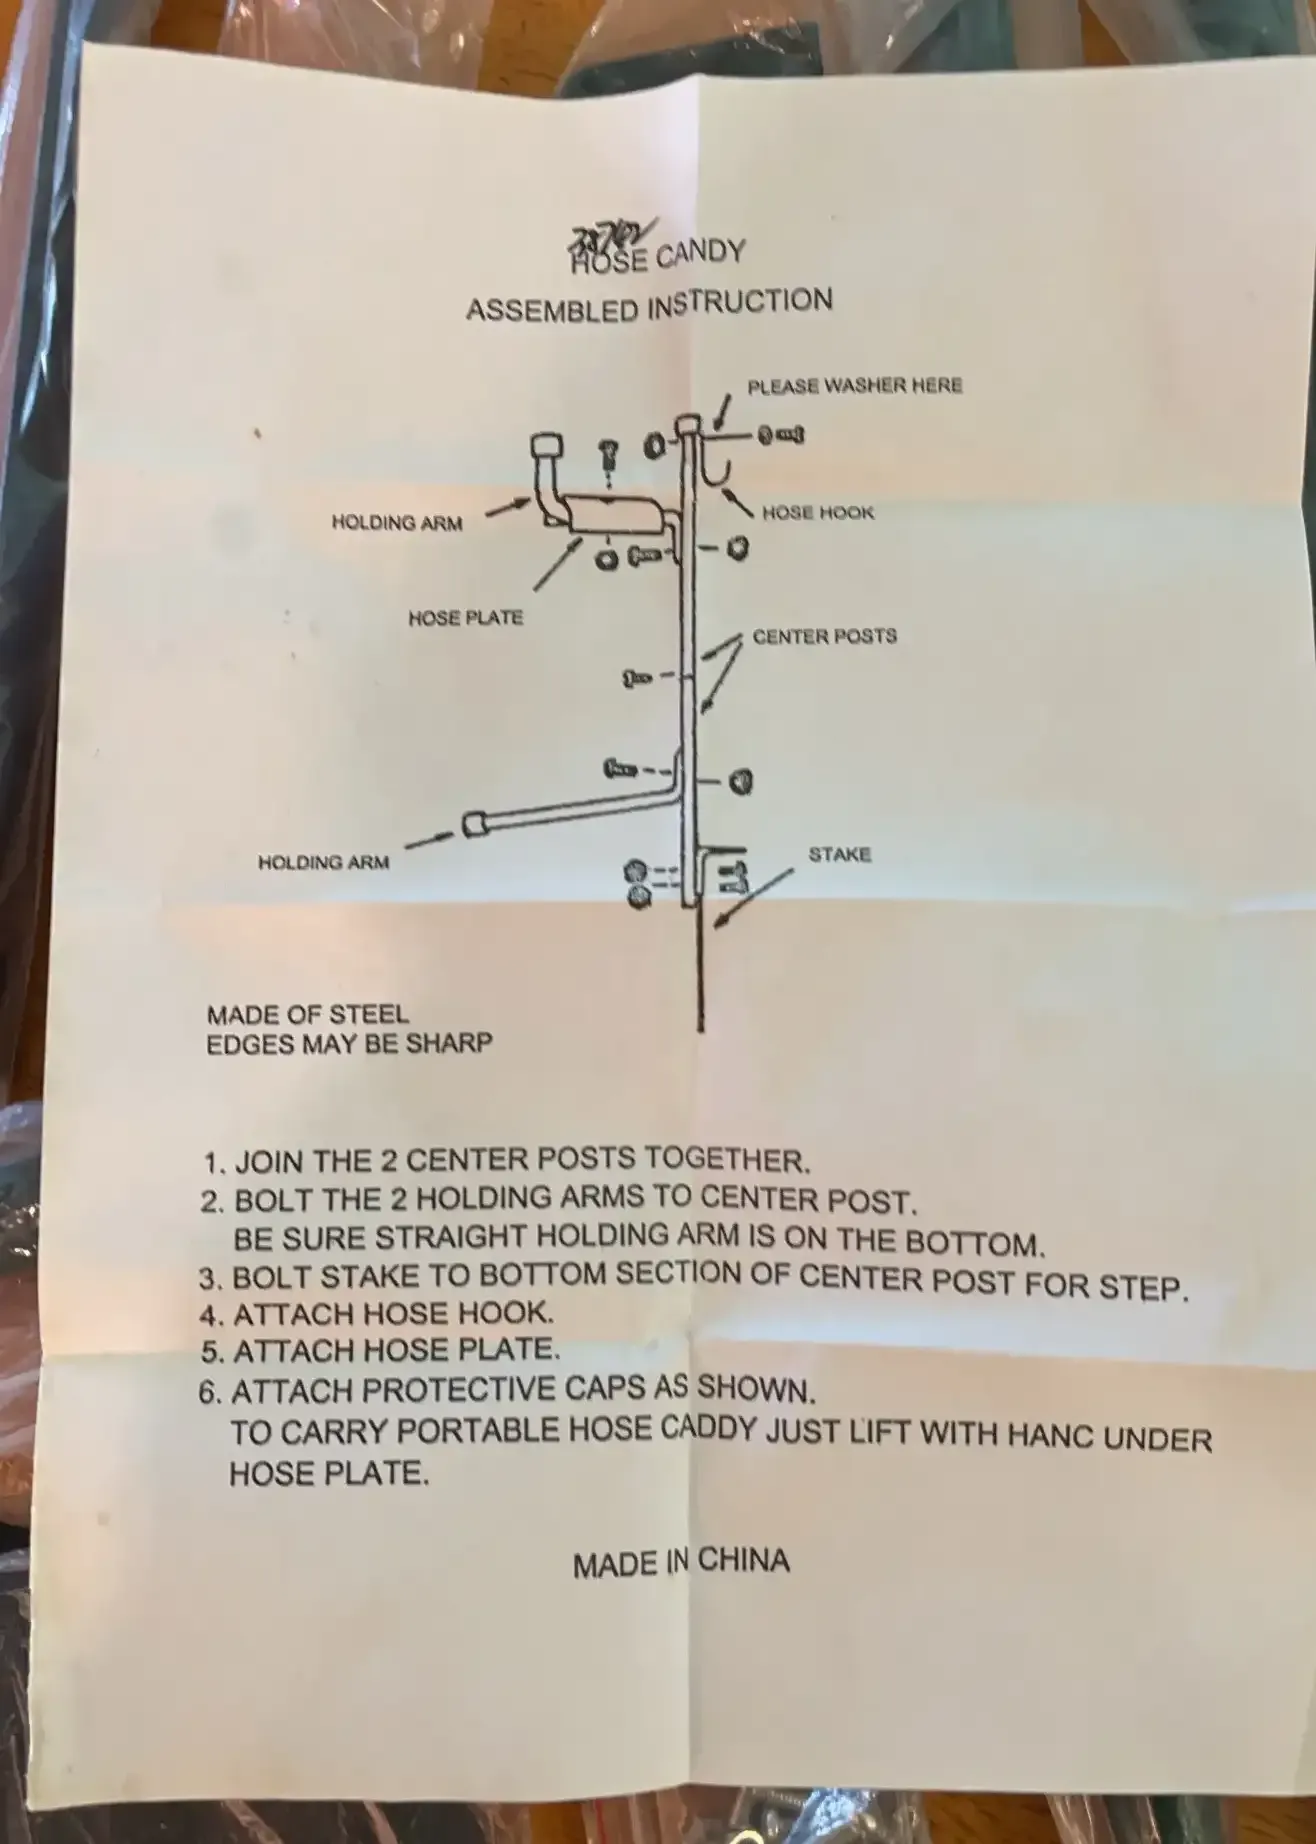 38762
HOSE CANDY
ASSEMBLED INSTRUCTION
PLEASE WASHER HERE
HOLDING ARM
HOSE HOOK
HOSE PLATE
CENTER POSTS
HOLDING ARM
STAKE
MADE OF STEEL
EDGES MAY BE SHARP
1. JOIN THE 2 CENTER POSTS TOGETHER.
2. BOLT THE 2 HOLDING ARMS TO CENTER POST.
BE SURE STRAIGHT HOLDING ARM IS ON THE BOTTOM.
3. BOLT STAKE TO BOTTOM SECTION OF CENTER POST FOR STEP.
4. ATTACH HOSE HOOK.
5. ATTACH HOSE PLATE.
6. ATTACH PROTECTIVE CAPS AS SHOWN.
TO CARRY PORTABLE HOSE CADDY JUST LIFT WITH HANC UNDER
HOSE PLATE.
MADE IN CHINA